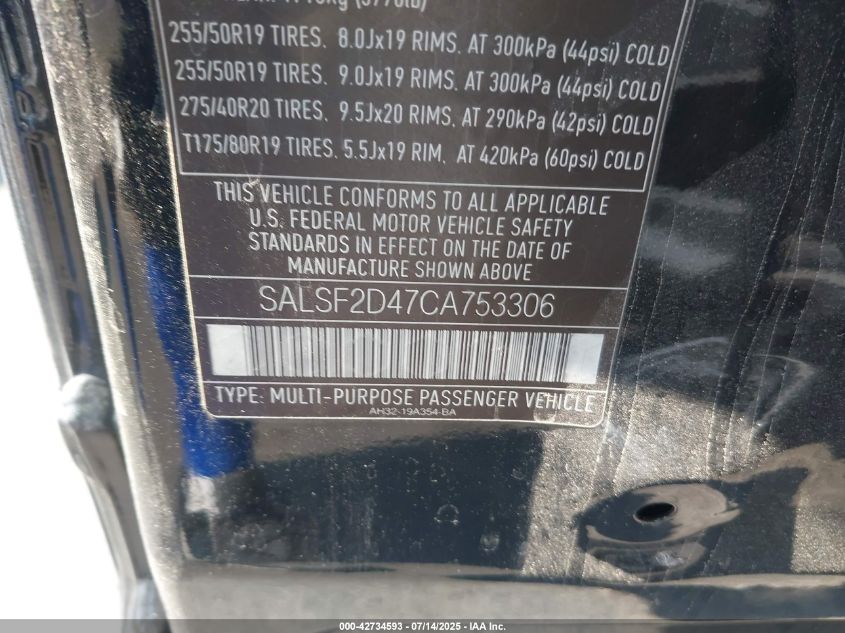 255/50R19 TIRES. 8.0Jx19 RIMS. AT 300kPa (44psi) COLD
255/50R19 TIRES. 9.0Jx19 RIMS. AT 300kPa (44psi) COLD
275/40R20 TIRES. 9.5Jx20 RIMS. AT 290kPa (42psi) COLD
T175/80R19 TIRES. 5.5Jx19 RIM. AT 420kPa (60psi) COLD
THIS VEHICLE CONFORMS TO ALL APPLICABLE
U.S. FEDERAL MOTOR VEHICLE SAFETY
STANDARDS IN EFFECT ON THE DATE OF
MANUFACTURE SHOWN ABOVE
SALSF2D47CA753306
TYPE: MULTI-PURPOSE PASSENGER VEHICLE
AH32-19A354-BA
000-42734593 - 07/14/2025 - IAA Inc.